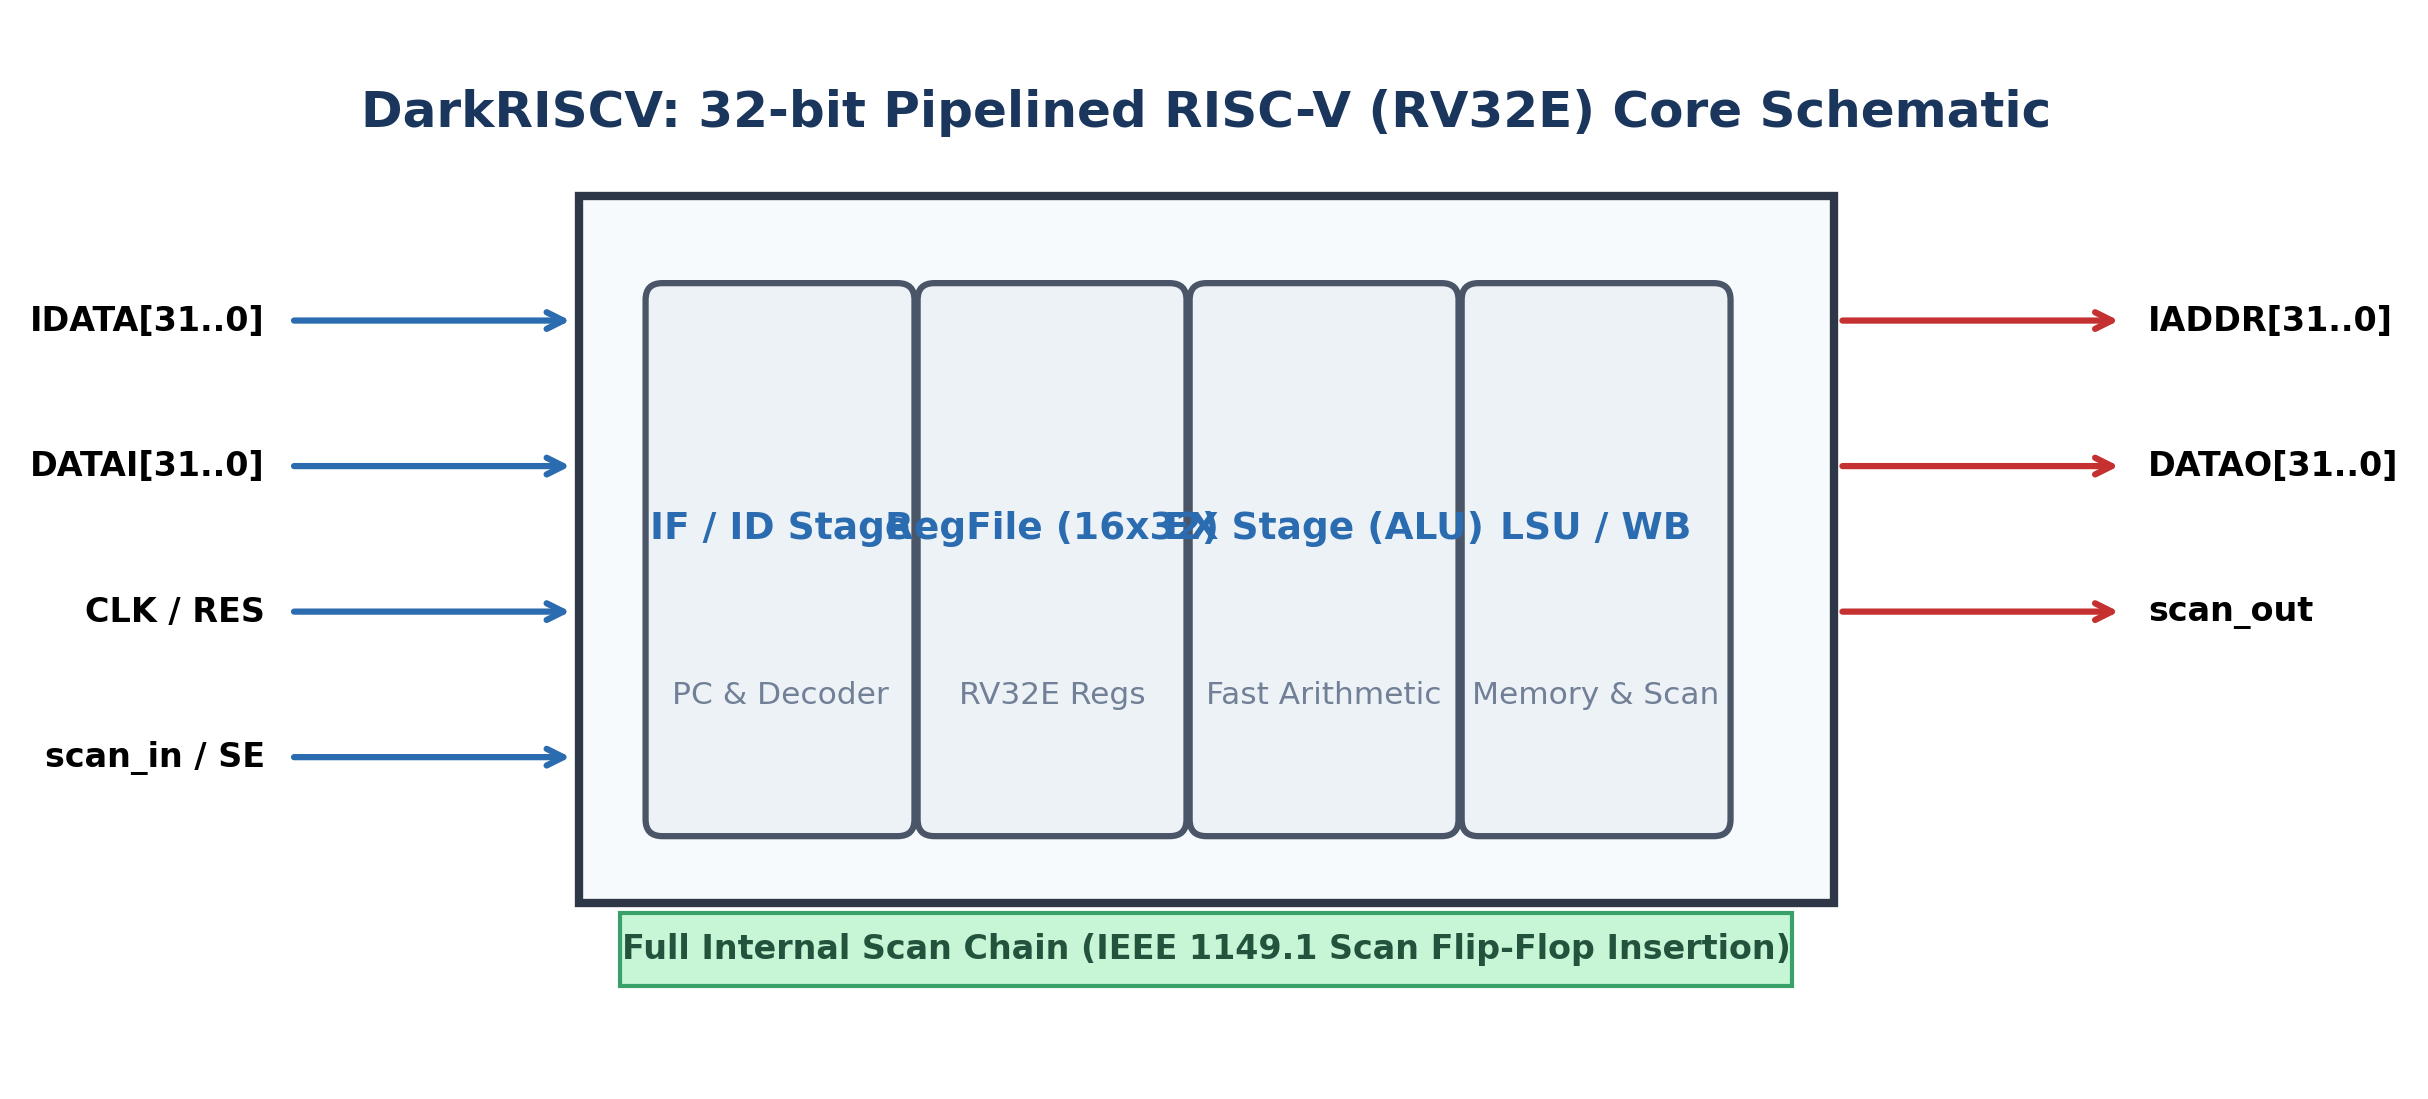 DarkRISCV: 32-bit Pipelined RISC-V (RV32E) Core Schematic
IDATA[31..0]
DATAI[31..0]
CLK / RES
scan_in / SE
IF / ID Stage
PC & Decoder
RegFile (16x32)
RV32E Regs
EX Stage (ALU)
Fast Arithmetic
LSU / WB
Memory & Scan
IADDR[31..0]
DATAO[31..0]
scan_out
Full Internal Scan Chain (IEEE 1149.1 Scan Flip-Flop Insertion)